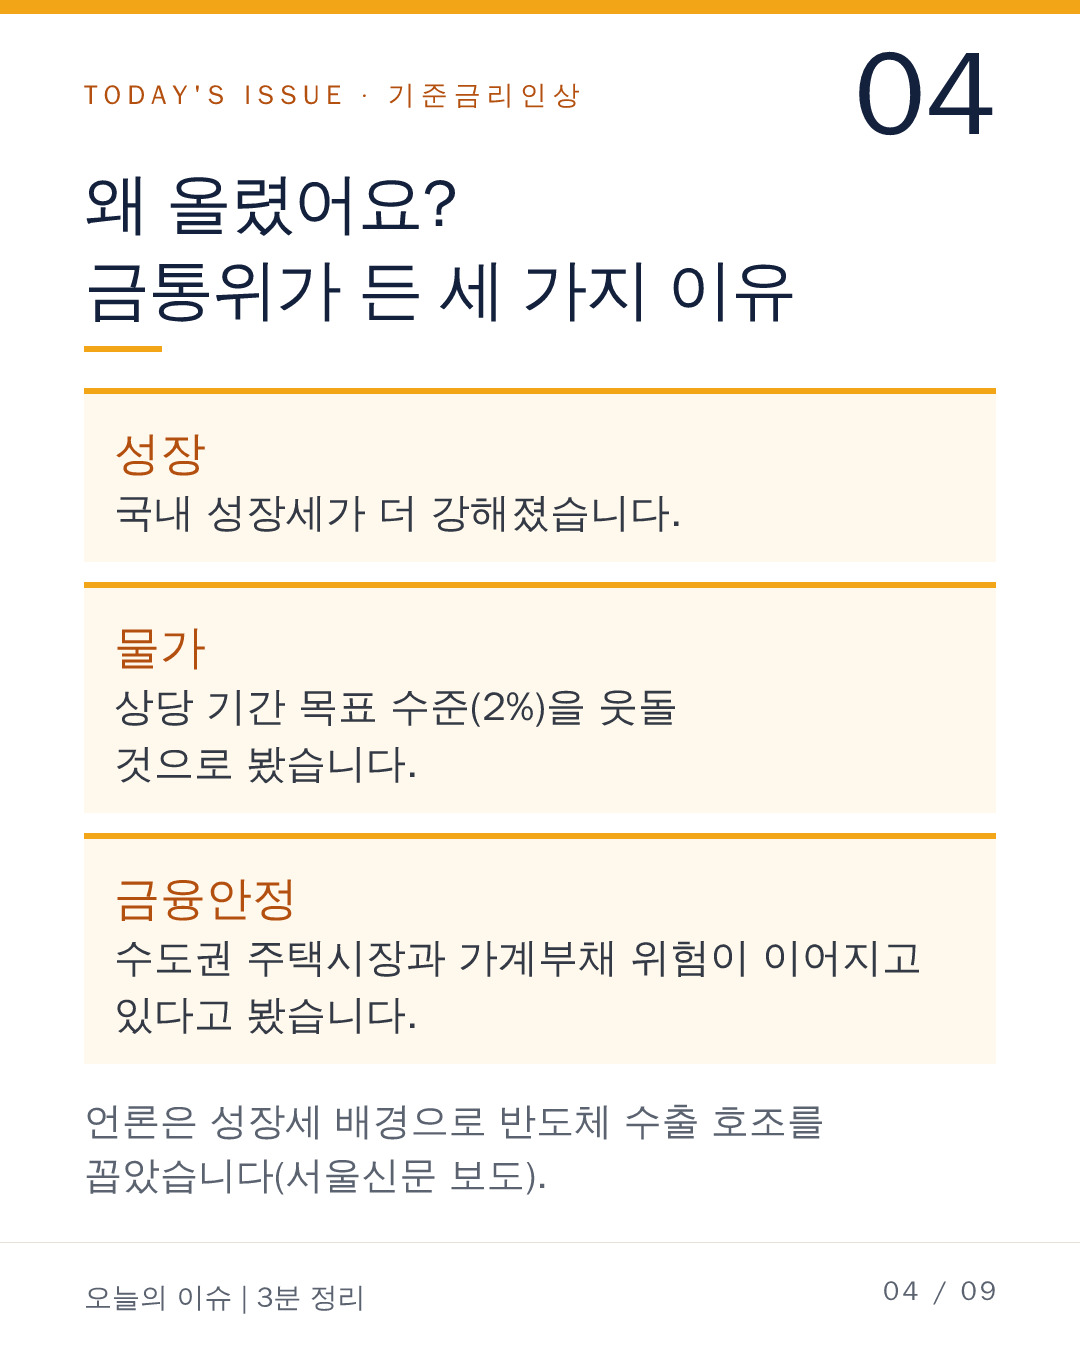 TODAY'S ISSUE · 기준금리인상
04
왜 올렸어요?
금통위가 든 세 가지 이유
성장
국내 성장세가 더 강해졌습니다.
물가
상당 기간 목표 수준(2%)을 웃돌
것으로 봤습니다.
금융안정
수도권 주택시장과 가계부채 위험이 이어지고
있다고 봤습니다.
언론은 성장세 배경으로 반도체 수출 호조를
꼽았습니다(서울신문 보도).
오늘의 이슈 | 3분 정리
04 / 09